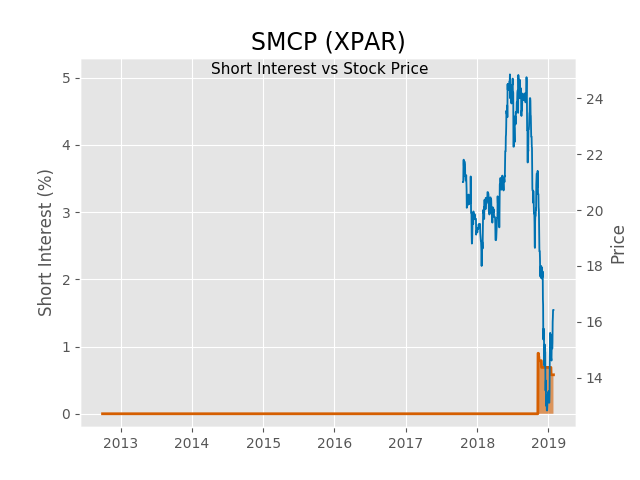 SMCP (XPAR)
Short Interest vs Stock Price
Short Interest (%)
5
4
3
2
1
0
24
22
20
18
16
14
Price
2013 2014 2015 2016 2017 2018 2019